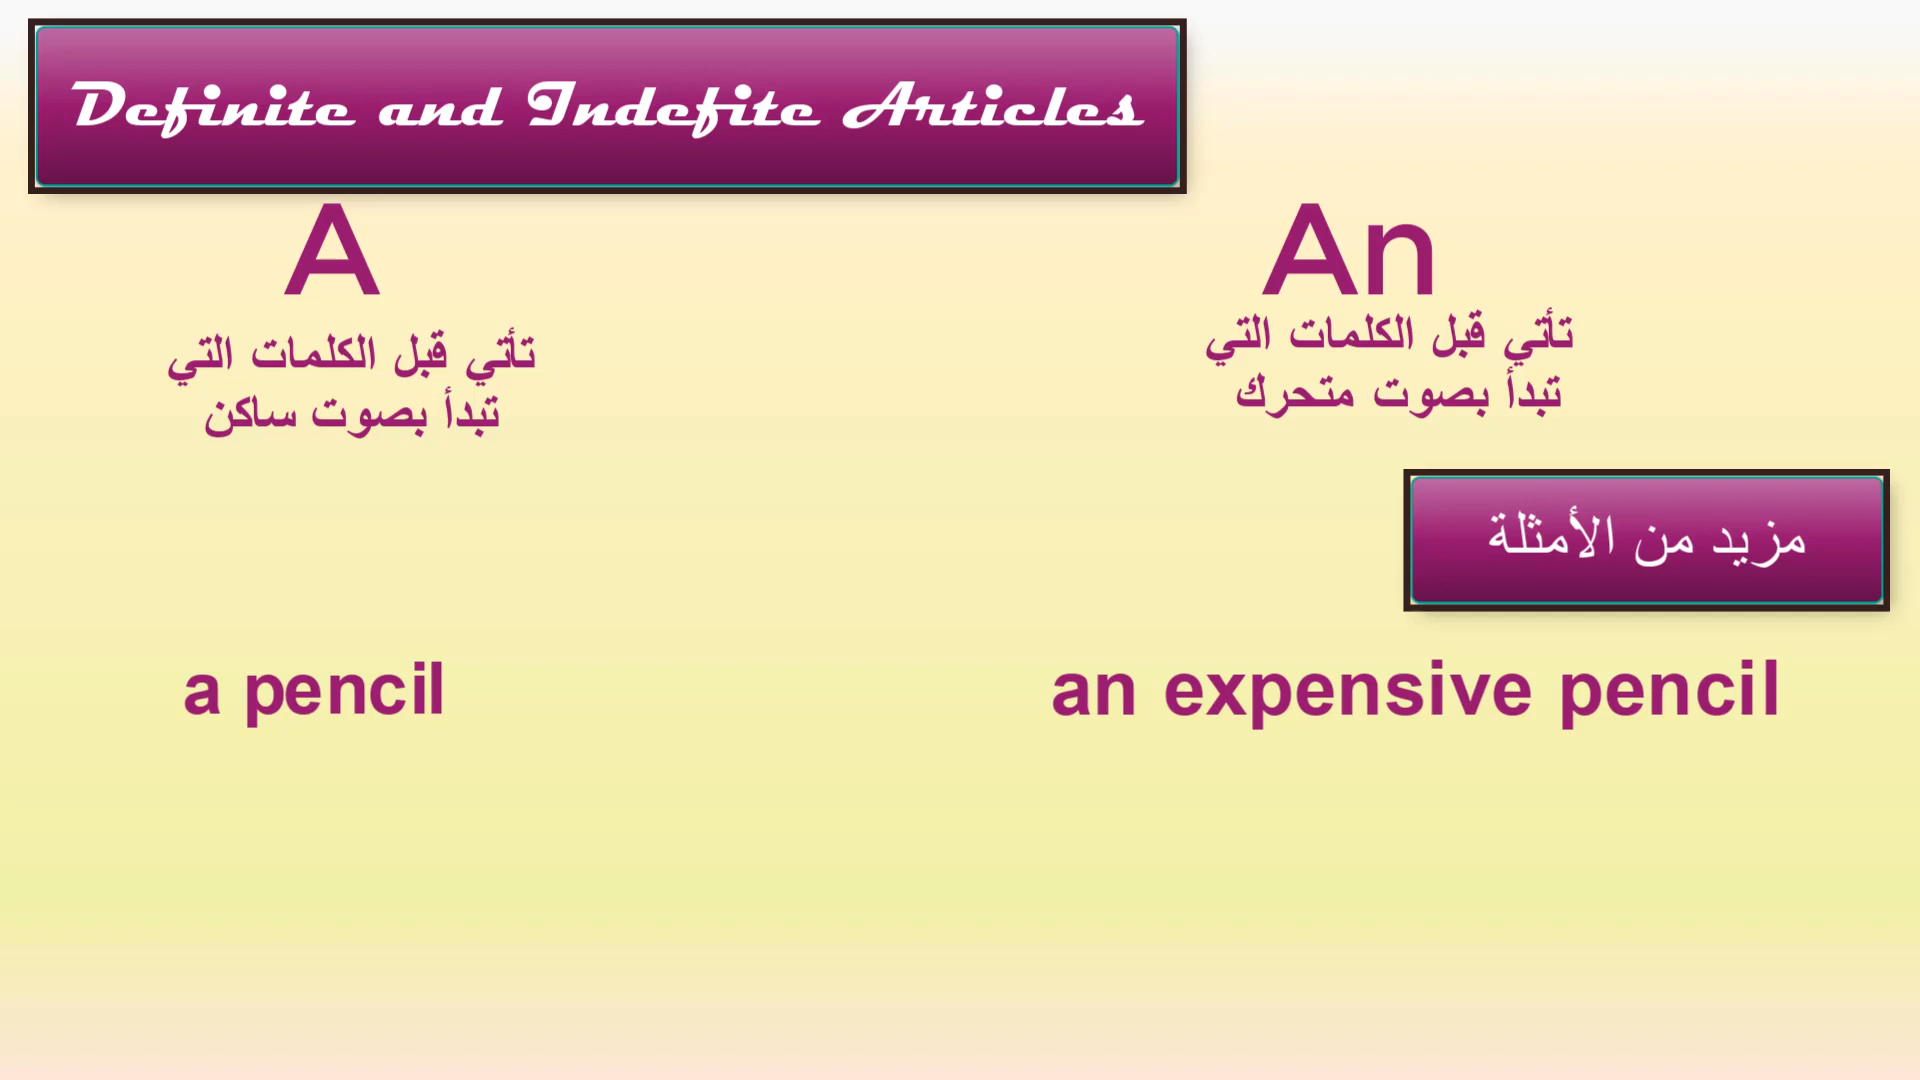 Definite and Indefite Articles
A
تأتي قبل الكلمات التي
تبدأ بصوت ساكن
An
تأتي قبل الكلمات التي
تبدأ بصوت متحرك
مزيد من الأمثلة
a pencil
an expensive pencil